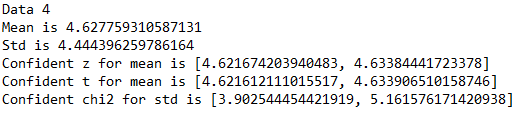 Data 4
Mean is 4.627759310587131
Std is 4.444396259786164
Confident z for mean is [4.621674203940483, 4.63384441723378]
Confident t for mean is [4.621612111015517, 4.633906510158746]
Confident chi2 for std is [3.902544454421919, 5.161576171420938]